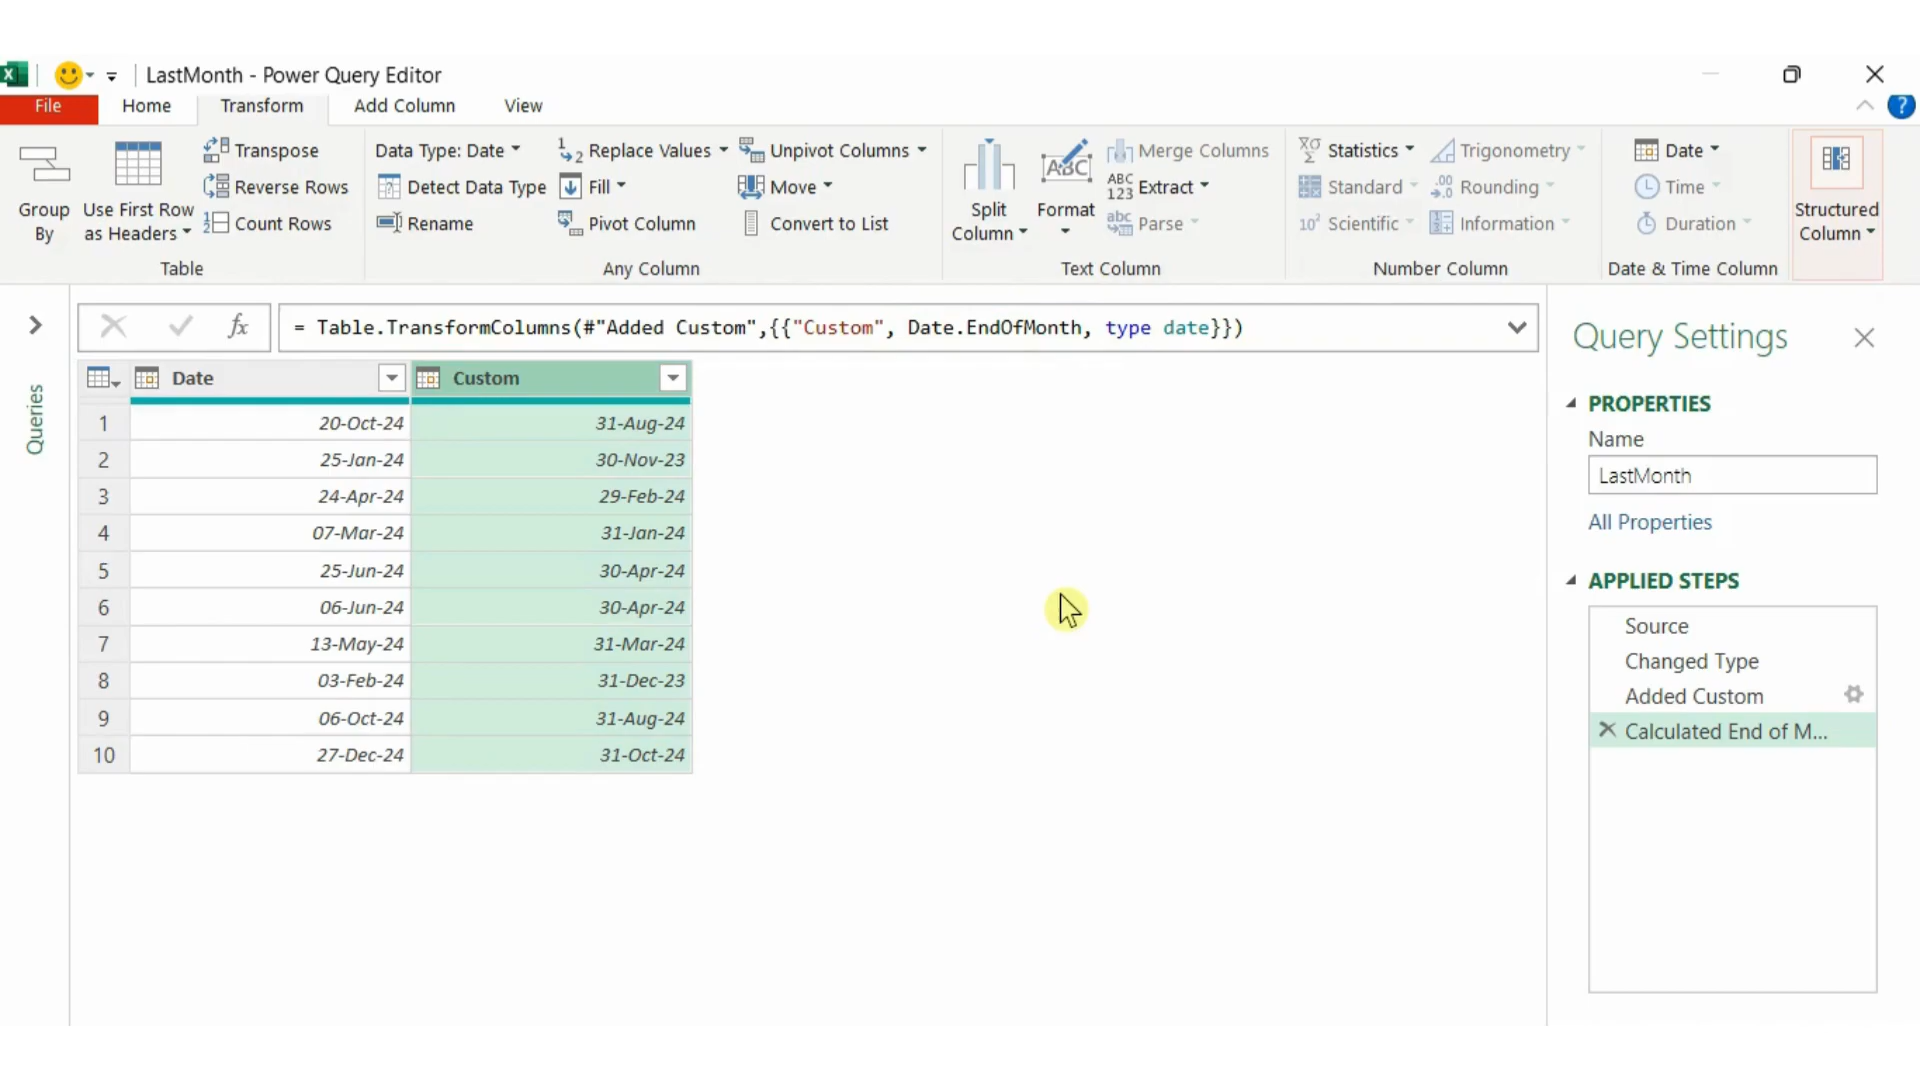 LastMonth - Power Query Editor
File Home Transform Add Column View
Group By
Use First Row as Headers
Transpose
Reverse Rows
Count Rows
Table
Data Type: Date
Detect Data Type
Rename
Replace Values
Fill
Pivot Column
Unpivot Columns
Move
Convert to List
Any Column
Split Column
Format
Merge Columns
Extract
Parse
Text Column
Statistics
Standard
Scientific
Trigonometry
Rounding
Information
Number Column
Date
Time
Duration
Date & Time Column
Structured Column
fx = Table.TransformColumns(#"Added Custom",{{"Custom", Date.EndOfMonth, type date}})
Queries
Date Custom
1 20-Oct-24 31-Aug-24
2 25-Jan-24 30-Nov-23
3 24-Apr-24 29-Feb-24
4 07-Mar-24 31-Jan-24
5 25-Jun-24 30-Apr-24
6 06-Jun-24 30-Apr-24
7 13-May-24 31-Mar-24
8 03-Feb-24 31-Dec-23
9 06-Oct-24 31-Aug-24
10 27-Dec-24 31-Oct-24
Query Settings
PROPERTIES
Name
LastMonth
All Properties
APPLIED STEPS
Source
Changed Type
Added Custom
Calculated End of M...